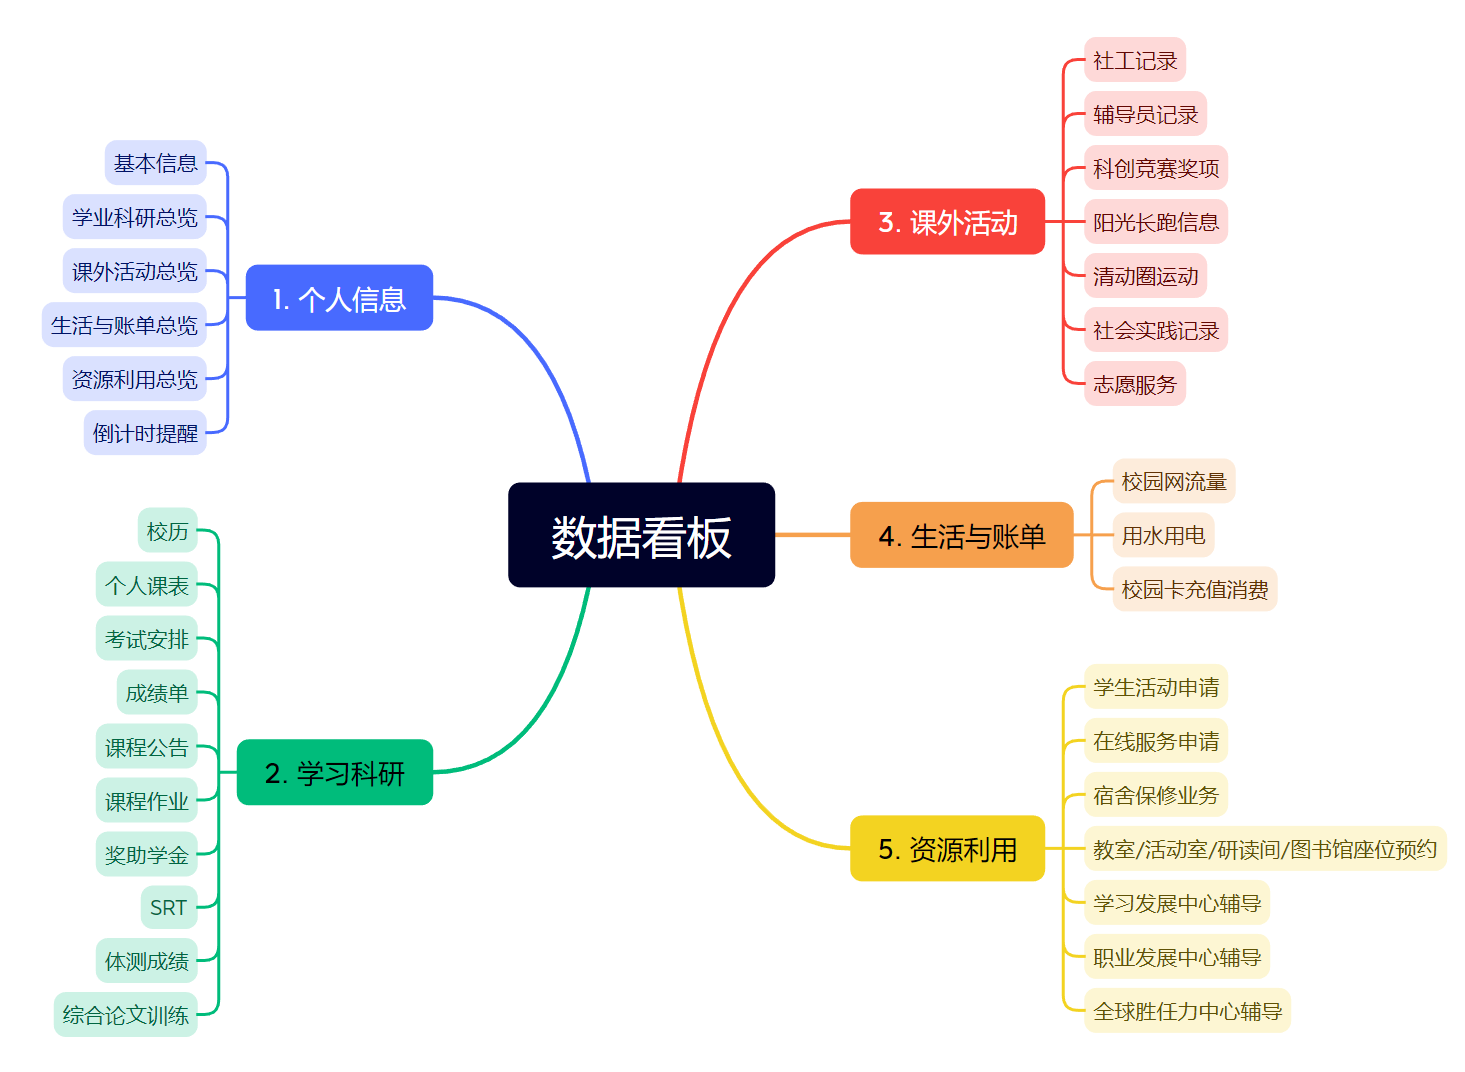 数据看板
1. 个人信息
基本信息
学业科研总览
课外活动总览
生活与账单总览
资源利用总览
倒计时提醒
2. 学习科研
校历
个人课表
考试安排
成绩单
课程公告
课程作业
奖助学金
SRT
体测成绩
综合论文训练
3. 课外活动
社工记录
辅导员记录
科创竞赛奖项
阳光长跑信息
清动圈运动
社会实践记录
志愿服务
4. 生活与账单
校园网流量
用水用电
校园卡充值消费
5. 资源利用
学生活动申请
在线服务申请
宿舍保修业务
教室/活动室/研读间/图书馆座位预约
学习发展中心辅导
职业发展中心辅导
全球胜任力中心辅导